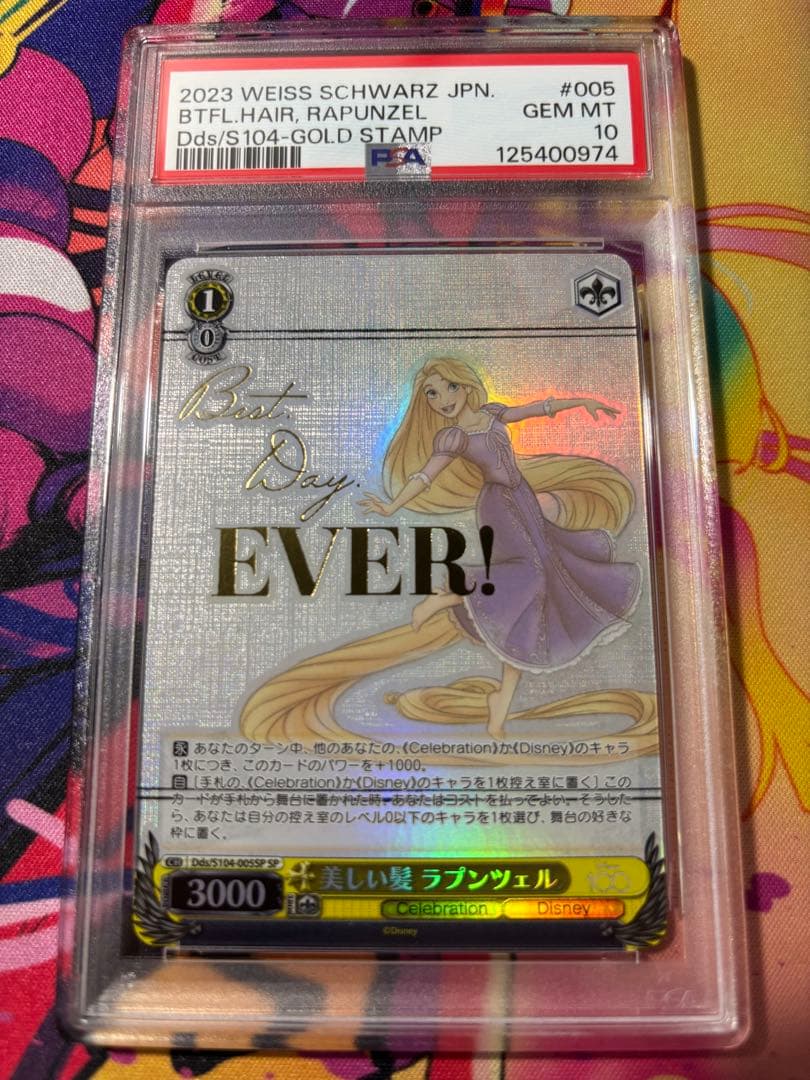 2023 WEISS SCHWARZ JPN. #005
BTFL.HAIR, RAPUNZEL GEM MT
Dds/S104-GOLD STAMP 10
PSA 125400974
LEVEL
1
0
COST
Best
Day
EVER!
永 あなたのターン中、他のあなたの、《Celebration》か《Disney》のキャラ
1枚につき、このカードのパワーを+1000。
自 [手札の、《Celebration》か《Disney》のキャラを1枚控え室に置く] この
カードが手札から舞台に置かれた時、あなたはコストを払ってよい。そうした
ら、あなたは自分の控え室のレベル0以下のキャラを1枚選び、舞台の好きな
枠に置く。
CH Dds/S104-005SP SP
3000
美しい髪 ラプンツェル
100
Celebration Disney
©Disney